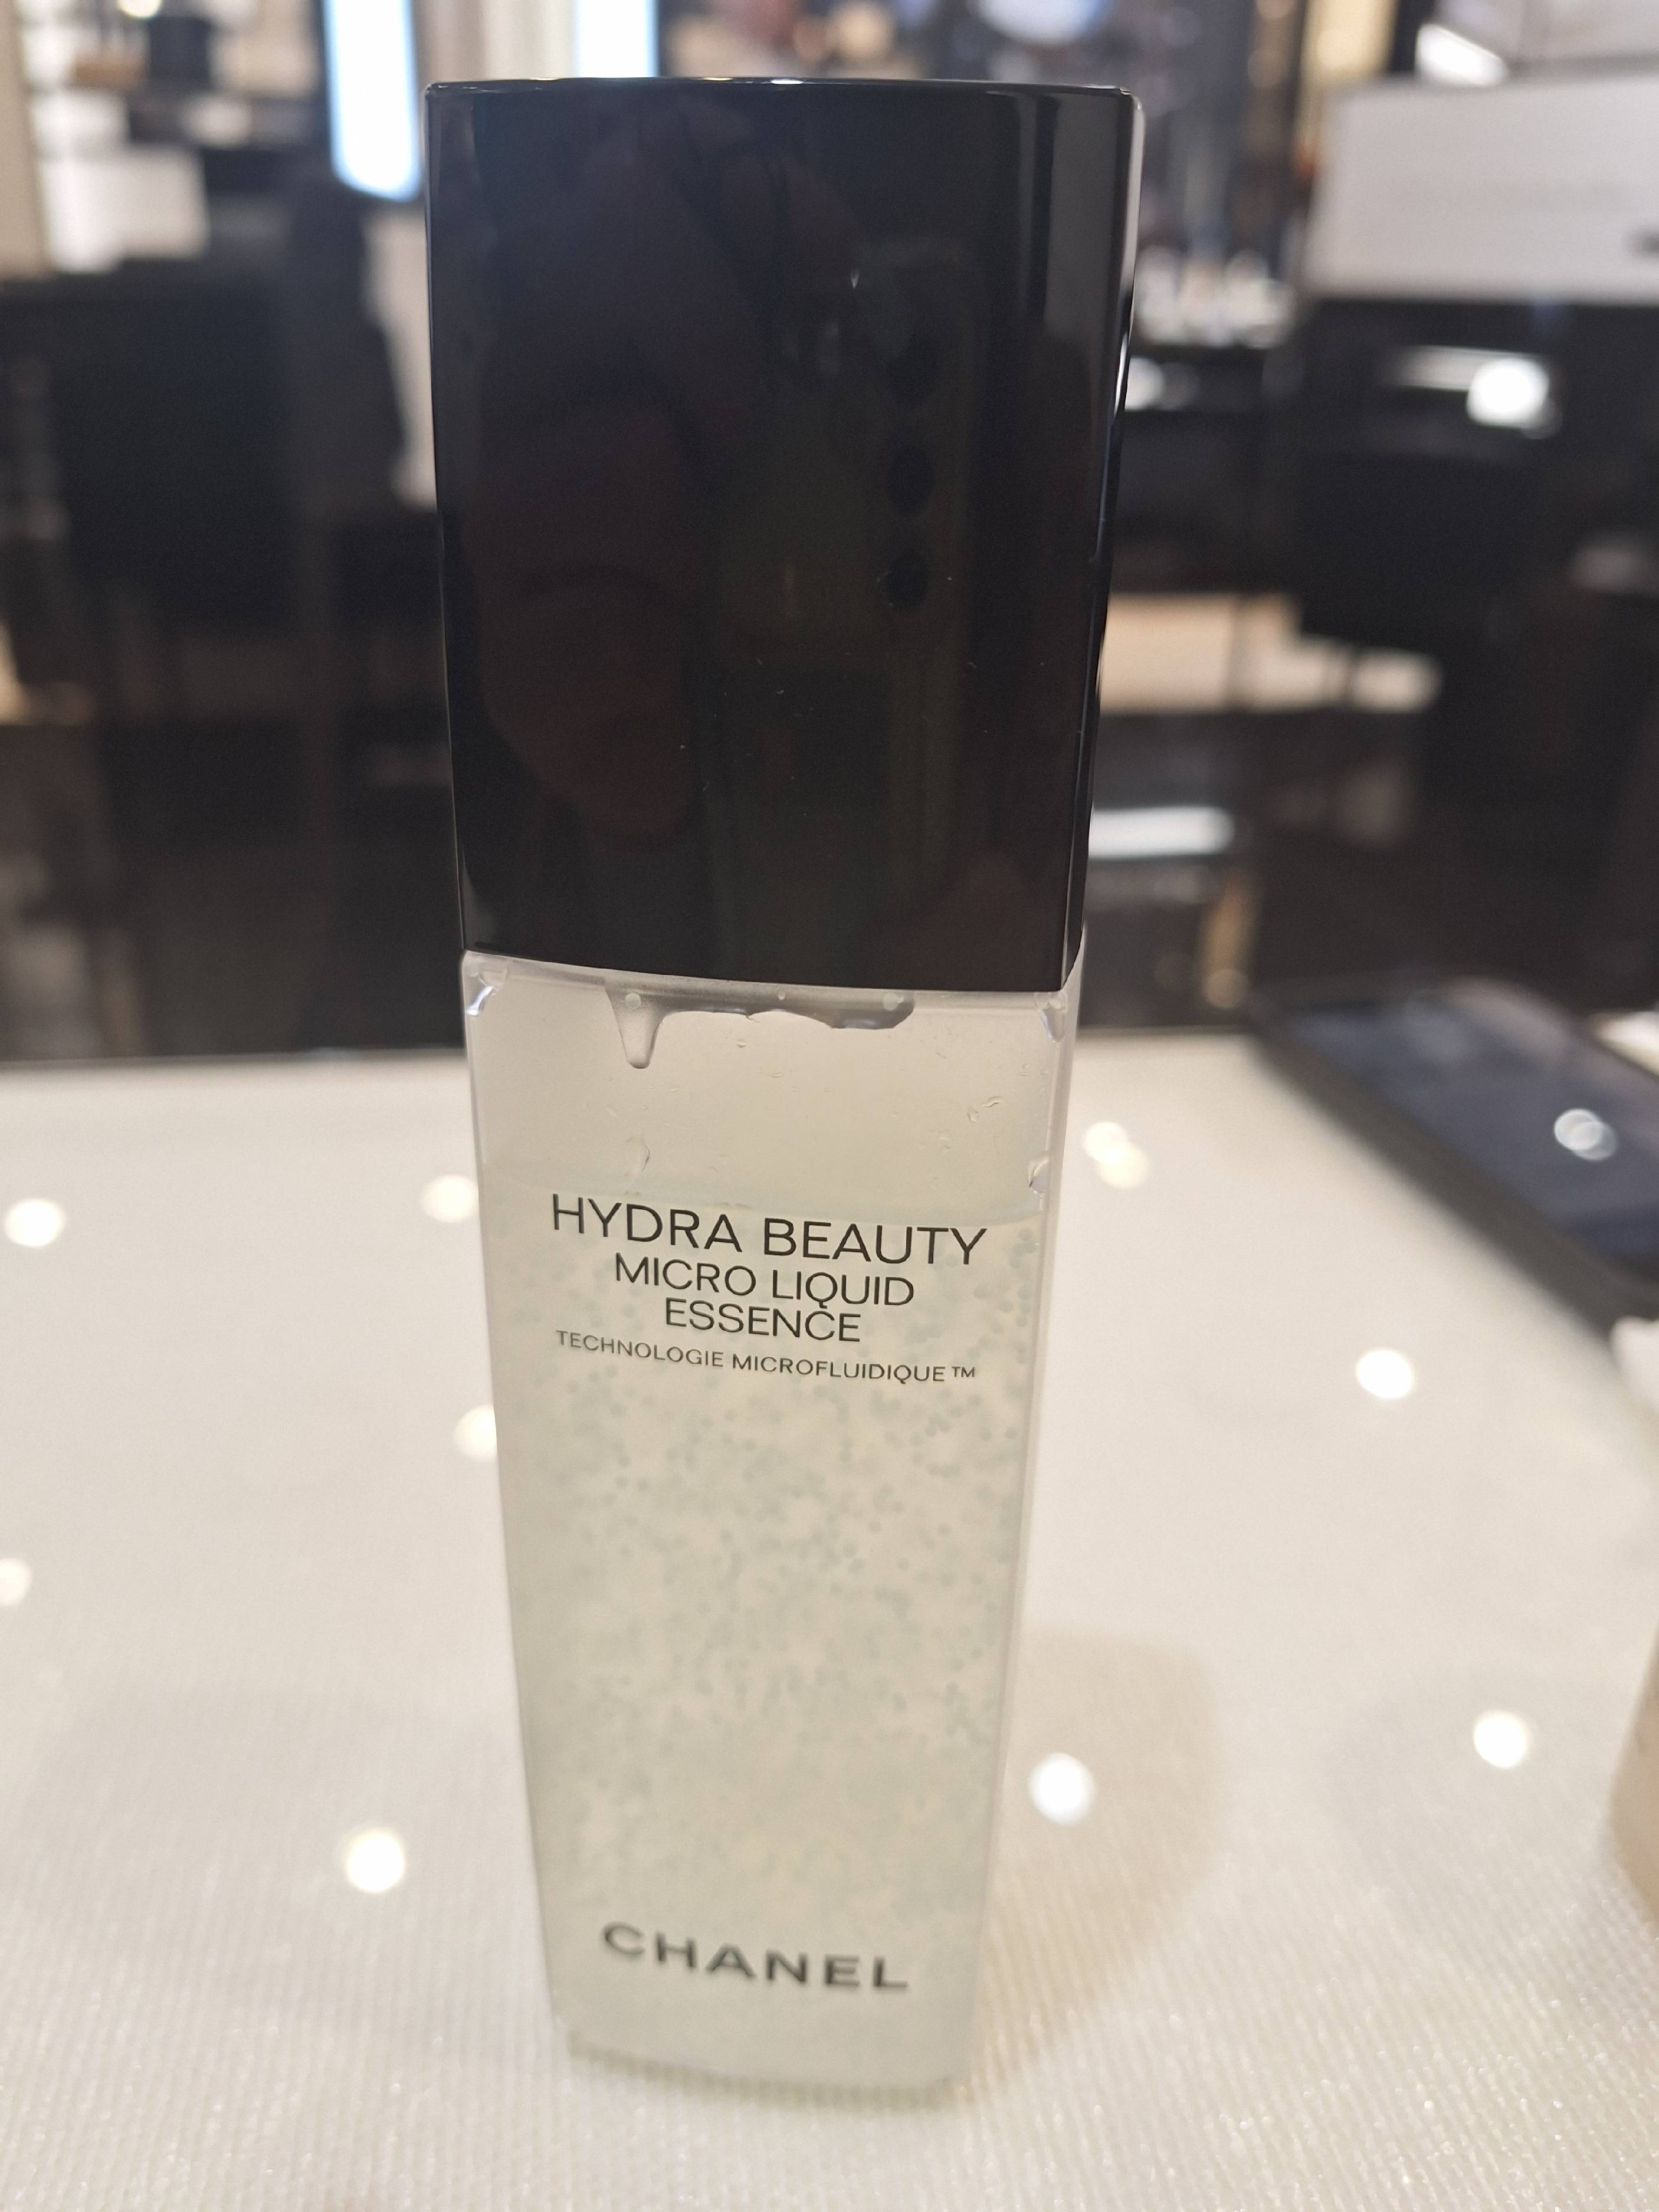 HYDRA BEAUTY
MICRO LIQUID
ESSENCE
TECHNOLOGIE MICROFLUIDIQUE™
CHANEL